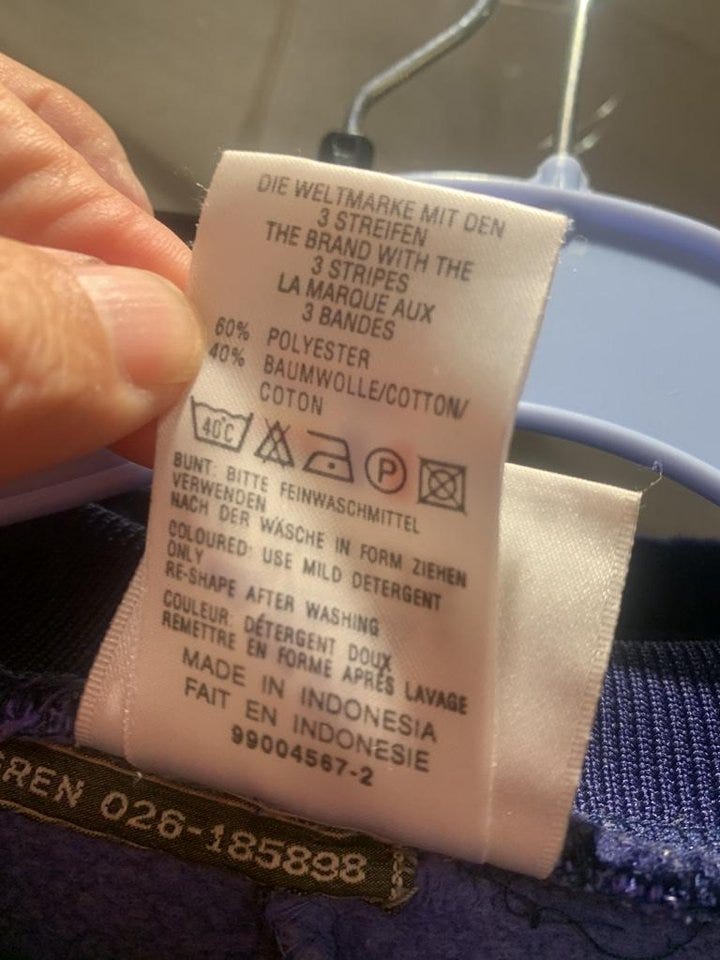 DIE WELTMARKE MIT DEN
3 STREIFEN
THE BRAND WITH THE
3 STRIPES
LA MARQUE AUX
3 BANDES
60% POLYESTER
40% BAUMWOLLE/COTTON/
COTON
40°C
P
BUNT: BITTE FEINWASCHMITTEL
VERWENDEN
NACH DER WÄSCHE IN FORM ZIEHEN
COLOURED: USE MILD DETERGENT
ONLY
RE-SHAPE AFTER WASHING
COULEUR: DÉTERGENT DOUX
REMETTRE EN FORME APRÈS LAVAGE
MADE IN INDONESIA
FAIT EN INDONESIE
99004567-2
026-185898